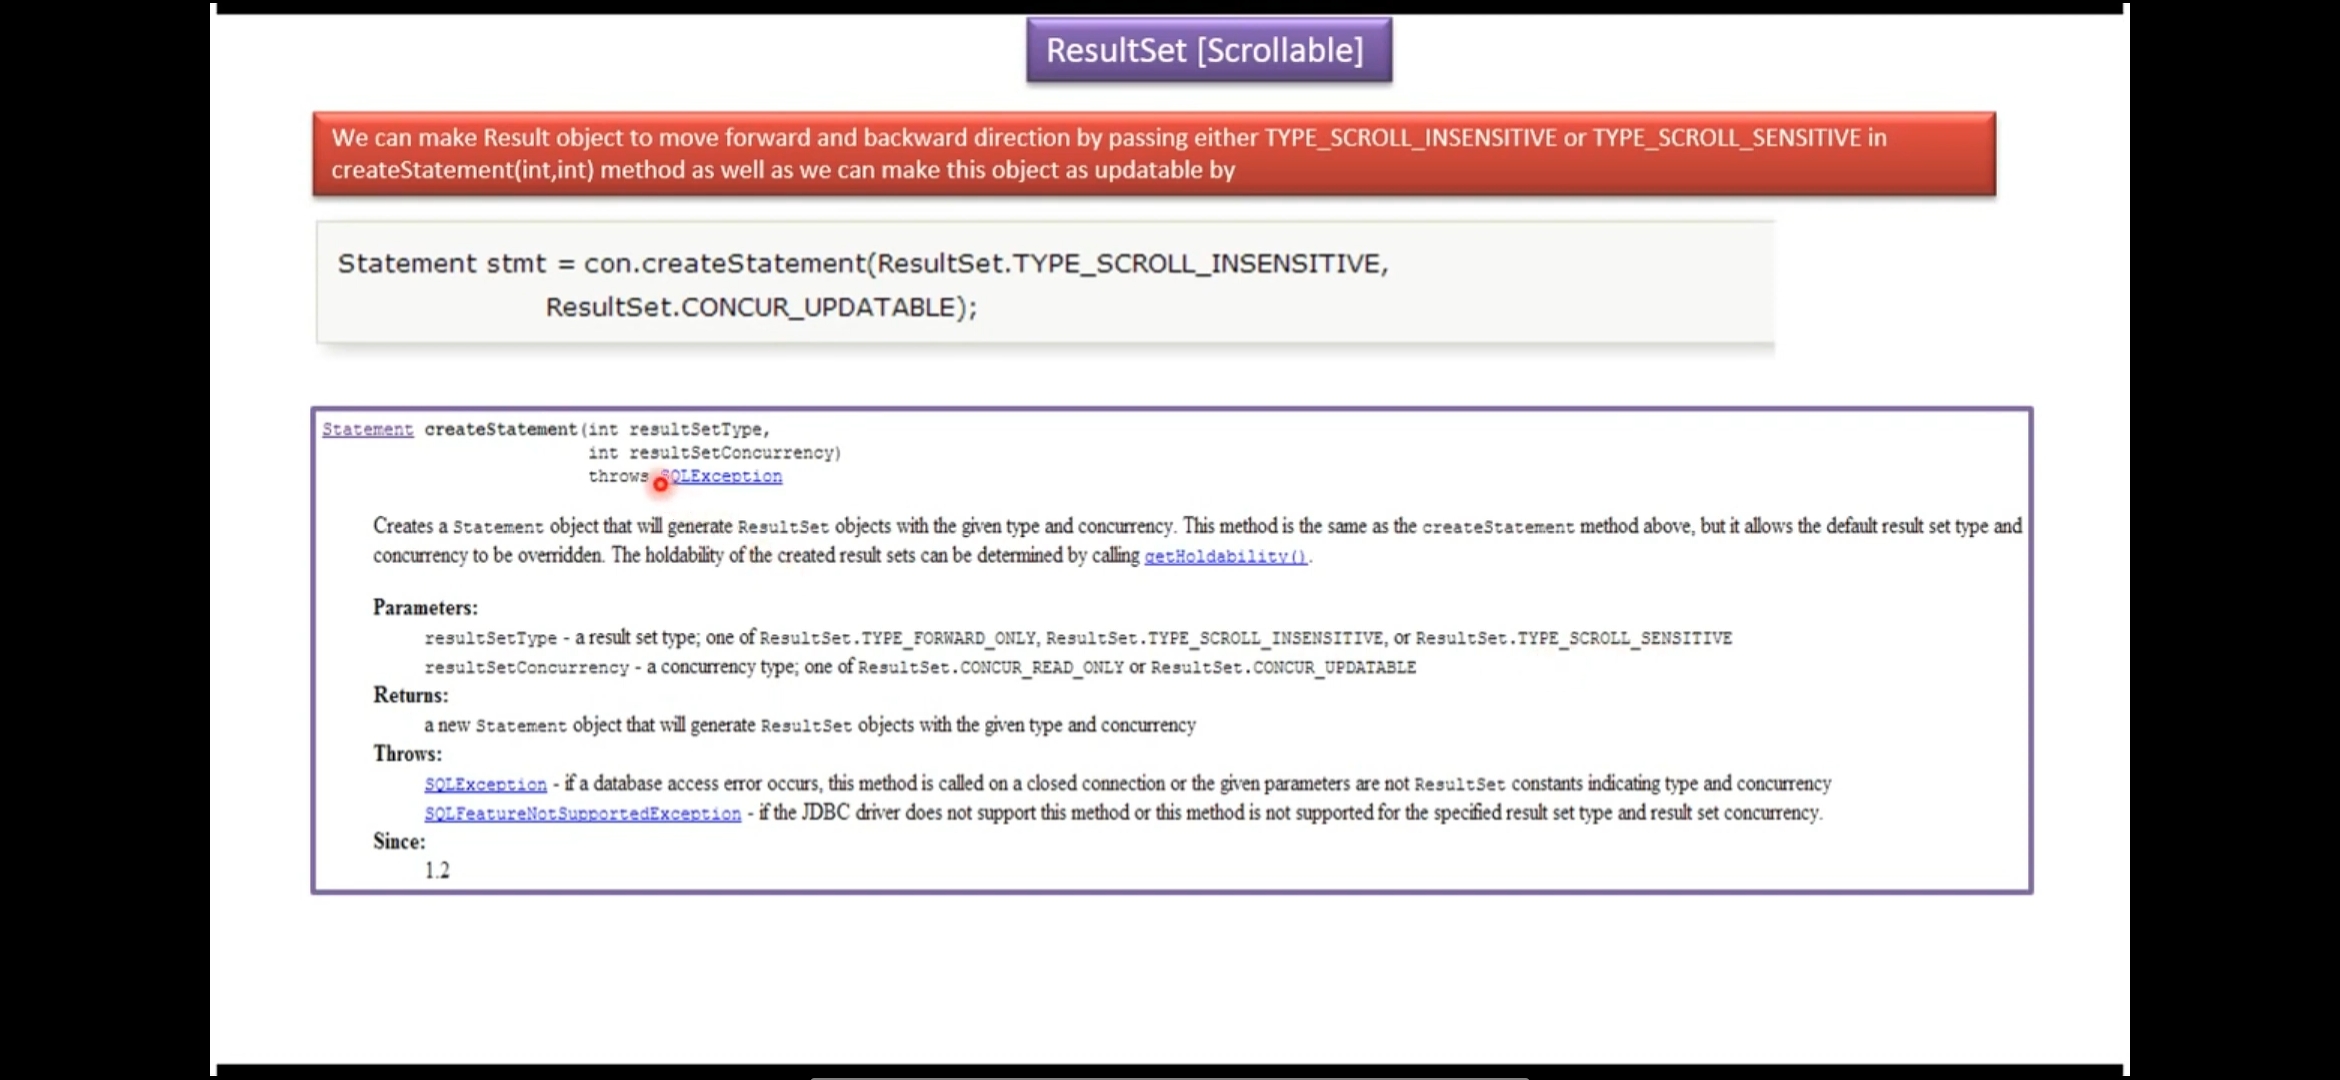 ResultSet [Scrollable]
We can make Result object to move forward and backward direction by passing either TYPE_SCROLL_INSENSITIVE or TYPE_SCROLL_SENSITIVE in
createStatement(int,int) method as well as we can make this object as updatable by
Statement stmt = con.createStatement(ResultSet.TYPE_SCROLL_INSENSITIVE,
ResultSet.CONCUR_UPDATABLE);
Statement createStatement(int resultSetType,
int resultSetConcurrency)
throws SQLException
Creates a Statement object that will generate ResultSet objects with the given type and concurrency. This method is the same as the createStatement method above, but it allows the default result set type and
concurrency to be overridden. The holdability of the created result sets can be determined by calling getHoldability().
Parameters:
resultSetType - a result set type; one of ResultSet.TYPE_FORWARD_ONLY, ResultSet.TYPE_SCROLL_INSENSITIVE, or ResultSet.TYPE_SCROLL_SENSITIVE
resultSetConcurrency - a concurrency type; one of ResultSet.CONCUR_READ_ONLY or ResultSet.CONCUR_UPDATABLE
Returns:
a new Statement object that will generate ResultSet objects with the given type and concurrency
Throws:
SQLException - if a database access error occurs, this method is called on a closed connection or the given parameters are not ResultSet constants indicating type and concurrency
SQLFeatureNotSupportedException - if the JDBC driver does not support this method or this method is not supported for the specified result set type and result set concurrency.
Since:
1.2